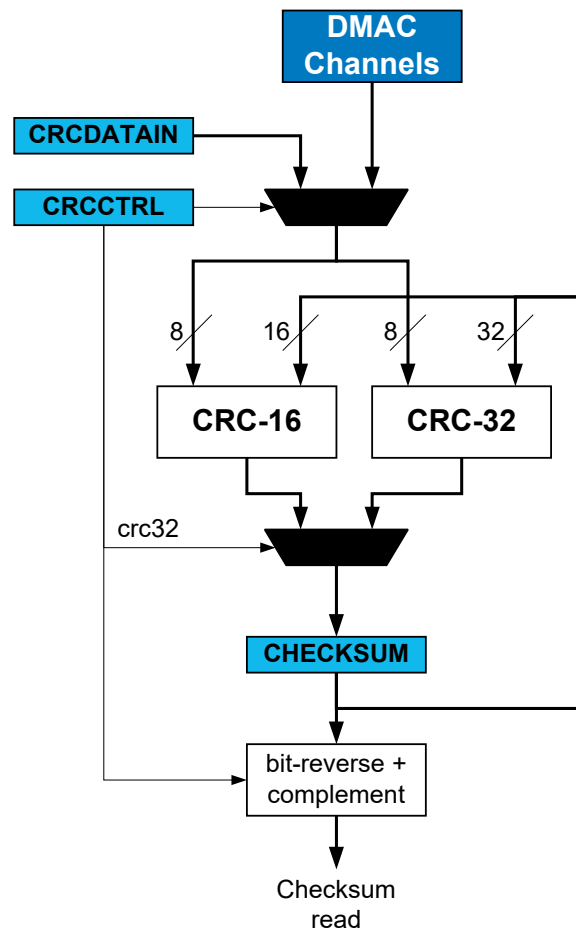 DMAC
Channels
CRCDATAIN
CRCCTRL
8
16
8
32
CRC-16
CRC-32
crc32
CHECKSUM
bit-reverse +
complement
Checksum
read